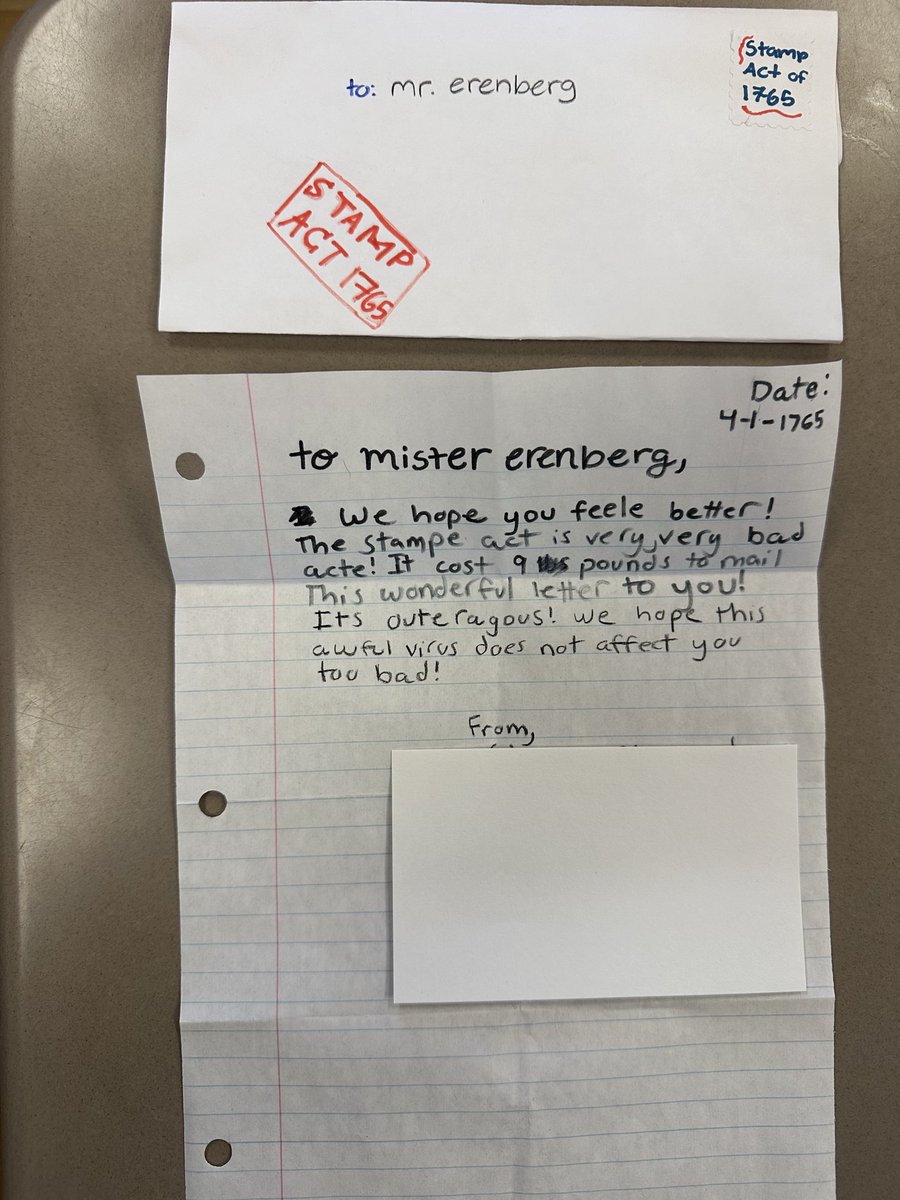 to: mr. erenberg
Stamp
Act of
1765
STAMP
ACT 1765
Date:
4-1-1765
to mister erenberg,
We hope you feele better!
The stampe act is very, very bad
acte! It cost 9 pounds to mail
This wonderful letter to you!
Its outeragous! we hope this
awful virus does not affect you
too bad!
From,